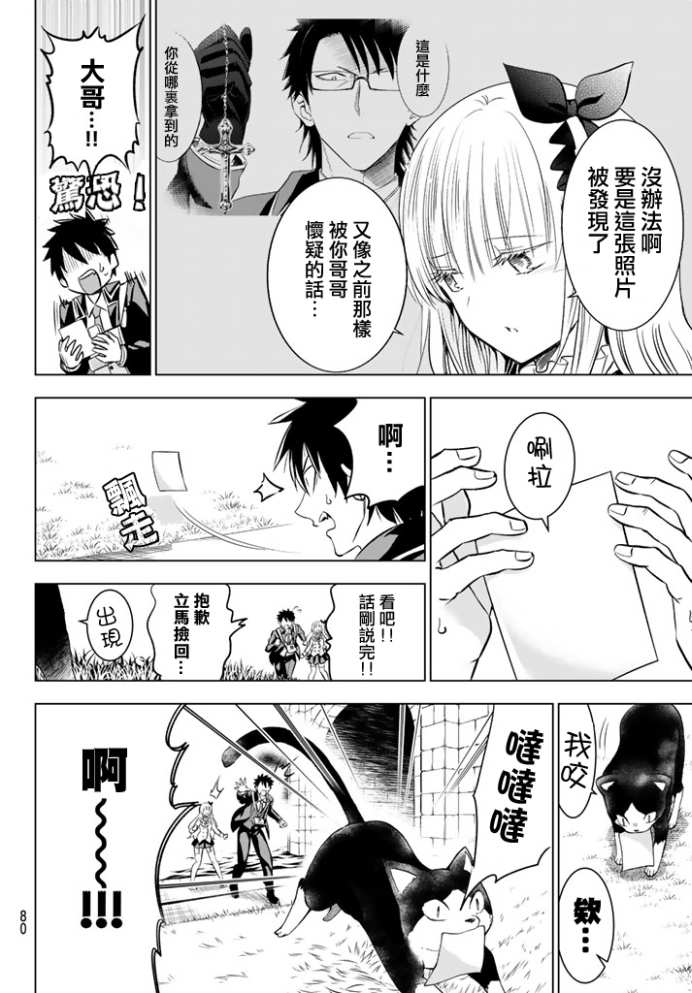 沒辦法啊
要是這張照片
被發現了
這是什麼
你從哪裏拿到的
又像之前那樣
被你哥哥
懷疑的話…
大哥…!!
驚恐!
唰拉
啊…
飄走
看吧!!
話剛說完!!
抱歉
立馬撿回…
出現
我咬
欸…
噠噠噠
啊~~~!!!
80